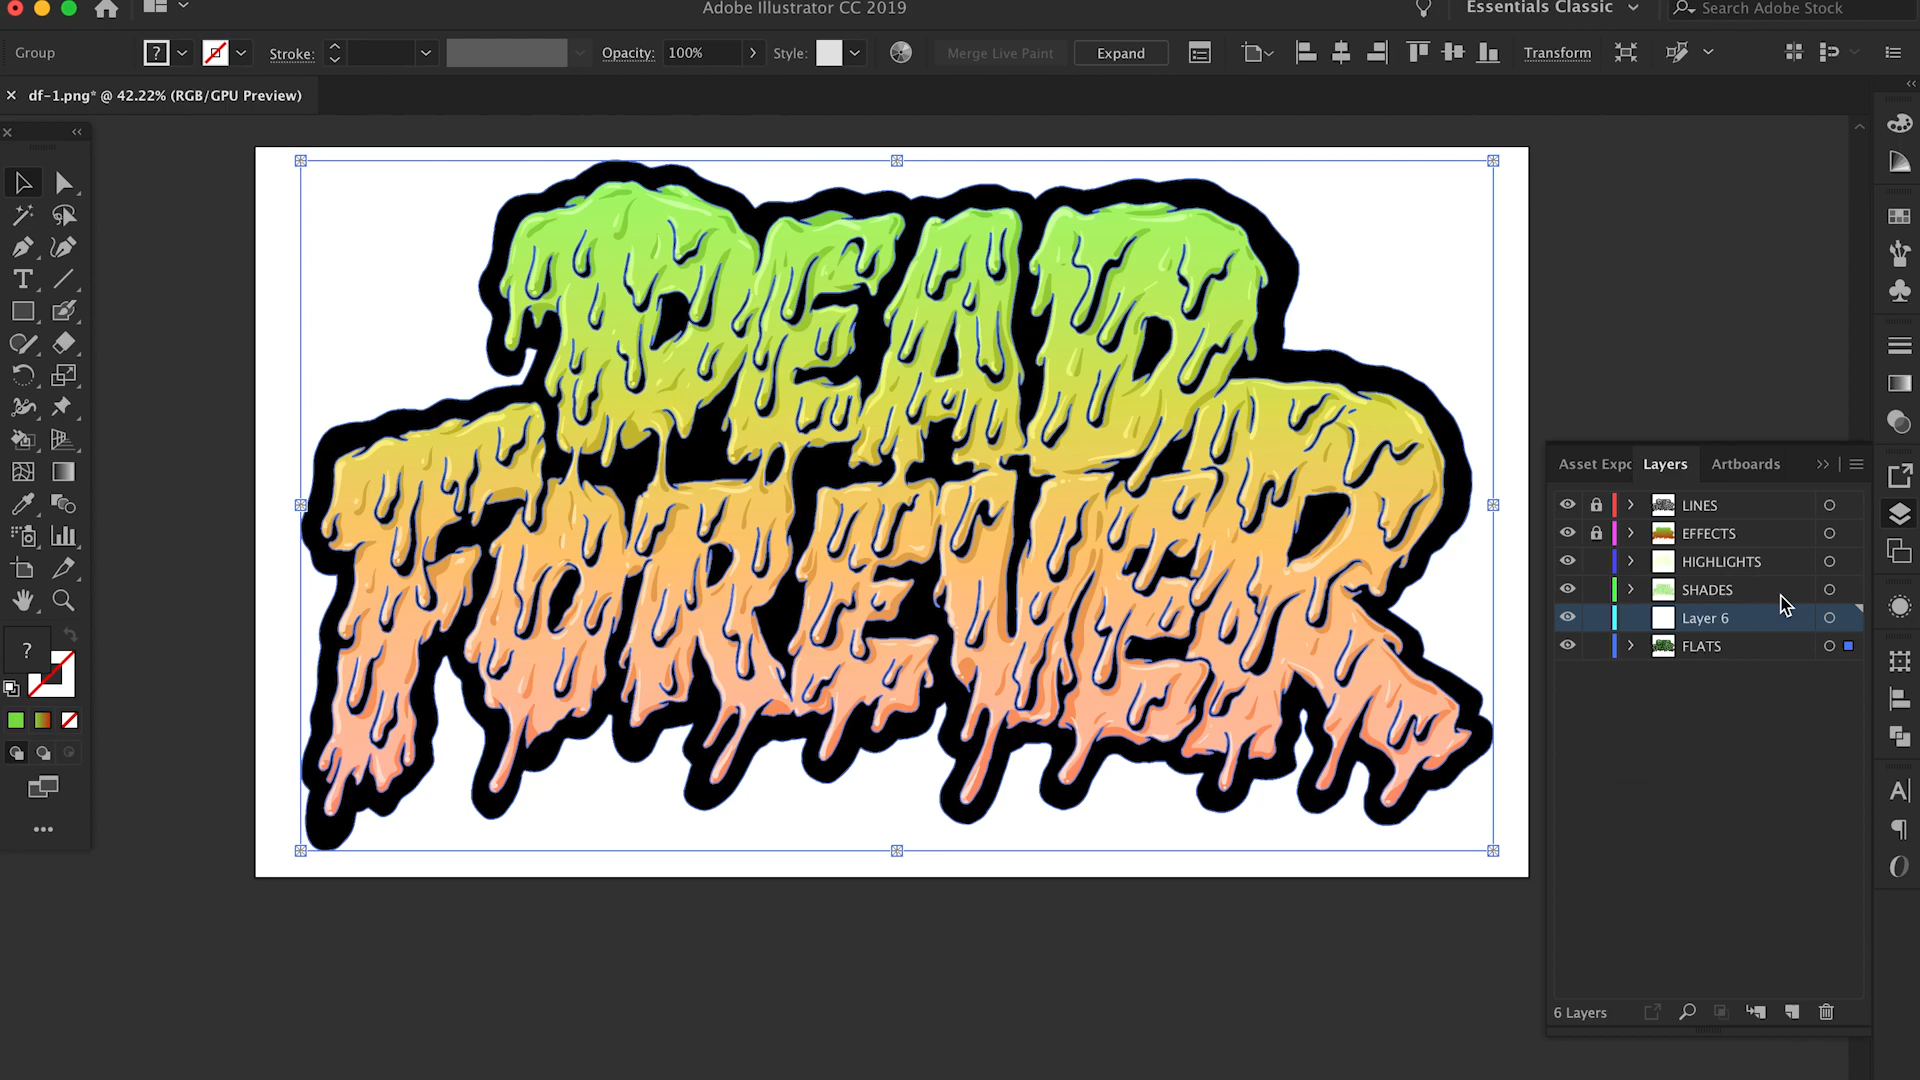 Adobe Illustrator CC 2019
Essentials Classic
Search Adobe Stock
Group
?
Stroke:
Opacity:
100%
Style:
Merge Live Paint
Expand
Transform
df-1.png* @ 42.22% (RGB/GPU Preview)
DEAD
FOREVER
Asset Expo
Layers
Artboards
LINES
EFFECTS
HIGHLIGHTS
SHADES
Layer 6
FLATS
?
6 Layers